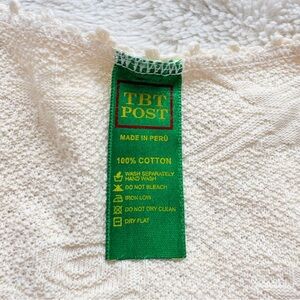 TBT
POST
MADE IN PERÚ
100% COTTON
WASH SEPARATELY
HAND WASH
DO NOT BLEACH
IRON LOW
DO NOT DRY CLEAN
DRY FLAT